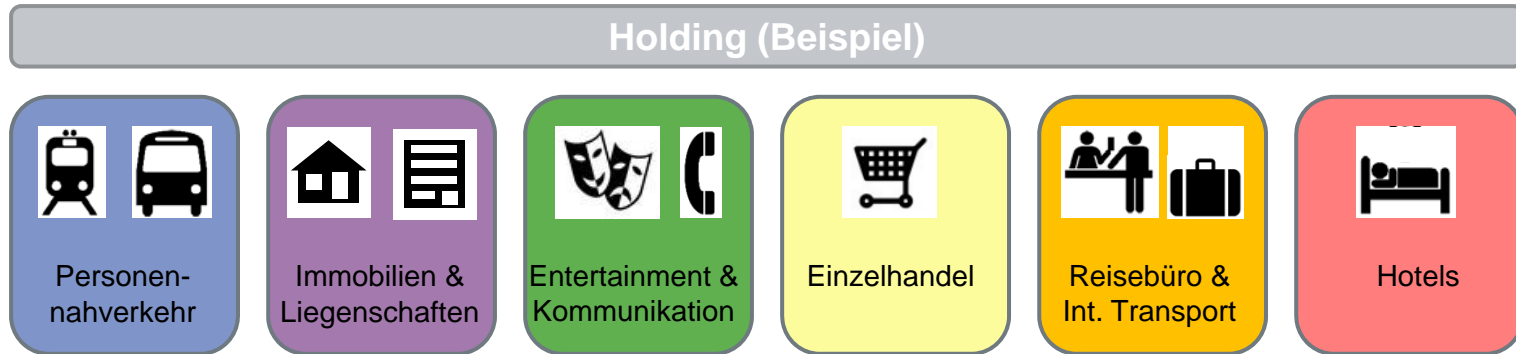 Holding (Beispiel)
Personen-
nahverkehr
Immobilien &
Liegenschaften
Entertainment &
Kommunikation
Einzelhandel
Reisebüro &
Int. Transport
Hotels